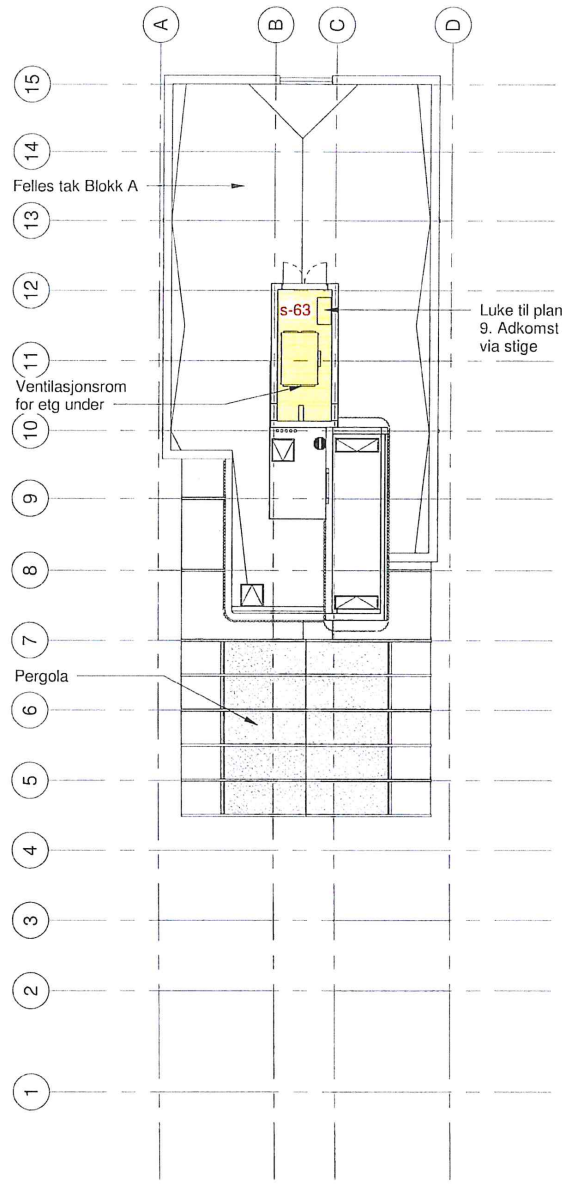 A
B
C
D
15
14
Felles tak Blokk A
13
12
s-63
Luke til plan
9. Adkomst
via stige
11
Ventilasjonsrom
for etg under
10
9
8
7
Pergola
6
5
4
3
2
1